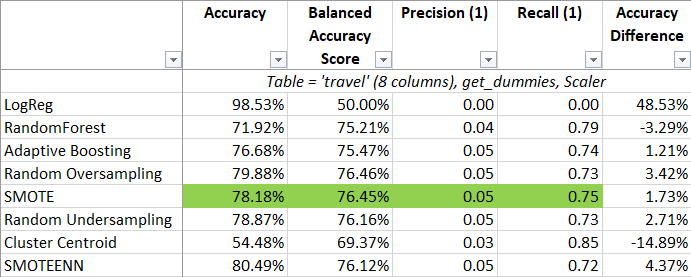 Accuracy Balanced Accuracy Score Precision (1) Recall (1) Accuracy Difference
Table = 'travel' (8 columns), get_dummies, Scaler
LogReg 98.53% 50.00% 0.00 0.00 48.53%
RandomForest 71.92% 75.21% 0.04 0.79 -3.29%
Adaptive Boosting 76.68% 75.47% 0.05 0.74 1.21%
Random Oversampling 79.88% 76.46% 0.05 0.73 3.42%
SMOTE 78.18% 76.45% 0.05 0.75 1.73%
Random Undersampling 78.87% 76.16% 0.05 0.73 2.71%
Cluster Centroid 54.48% 69.37% 0.03 0.85 -14.89%
SMOTEENN 80.49% 76.12% 0.05 0.72 4.37%